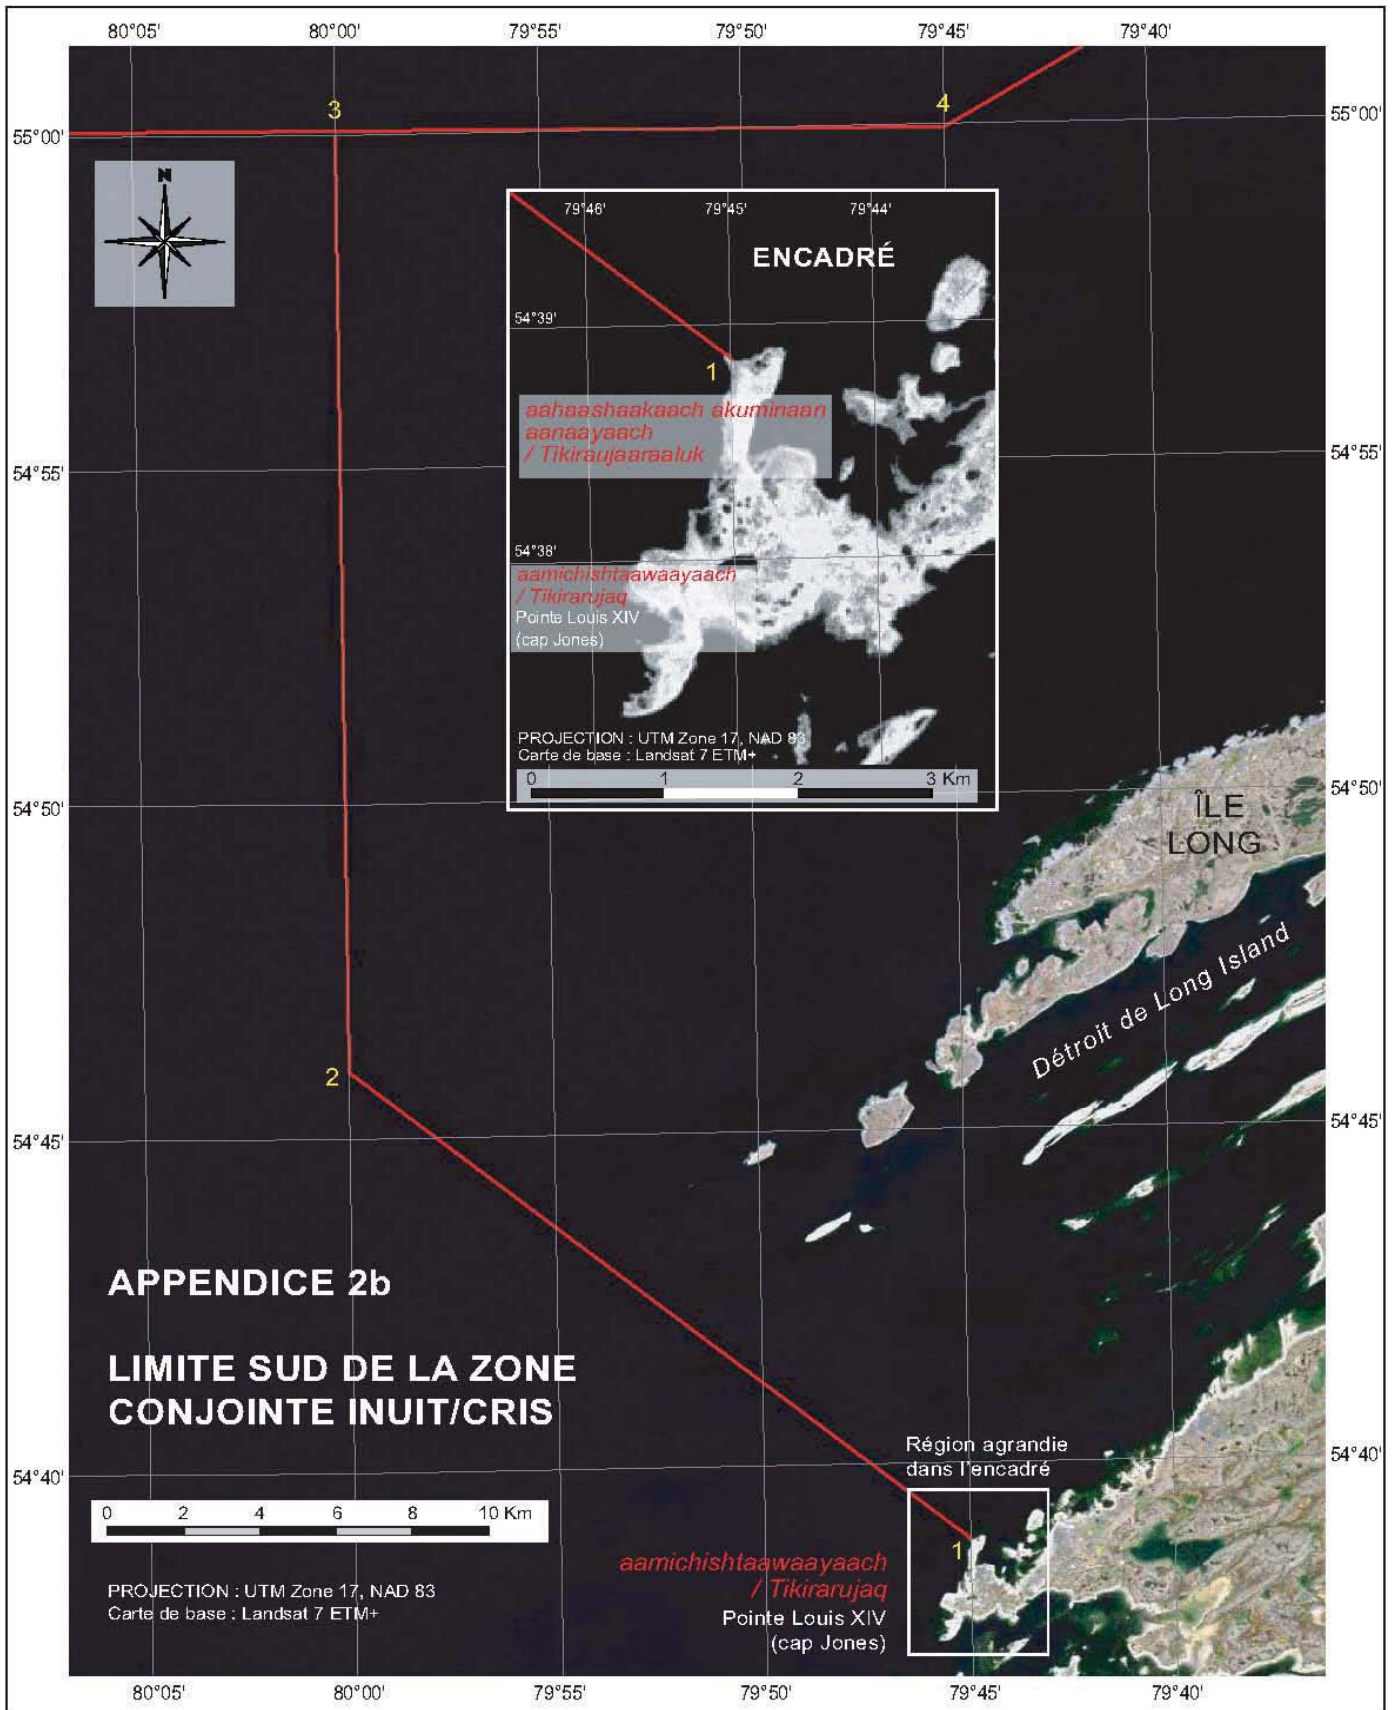 80°05' 80°00' 79°55' 79°50' 79°45' 79°40'
3
4
55°00'
55°00'
N
79°46' 79°45' 79°44'
ENCADRÉ
54°39'
1
aahaashaakaach akuminaan
aanaayaach
/ Tikiraujaaraaluk
54°55'
54°55'
54°38'
aamichishtaawaayaach
/ Tikirarujaq
Pointe Louis XIV
(cap Jones)
PROJECTION : UTM Zone 17, NAD 83
Carte de base : Landsat 7 ETM+
0 1 2 3 Km
54°50'
54°50'
ÎLE
LONG
Détroit de Long Island
2
54°45'
54°45'
APPENDICE 2b
LIMITE SUD DE LA ZONE
CONJOINTE INUIT/CRIS
Région agrandie
dans l'encadré
54°40'
54°40'
0 2 4 6 8 10 Km
1
aamichishtaawaayaach
/ Tikirarujaq
Pointe Louis XIV
(cap Jones)
PROJECTION : UTM Zone 17, NAD 83
Carte de base : Landsat 7 ETM+
80°05' 80°00' 79°55' 79°50' 79°45' 79°40'